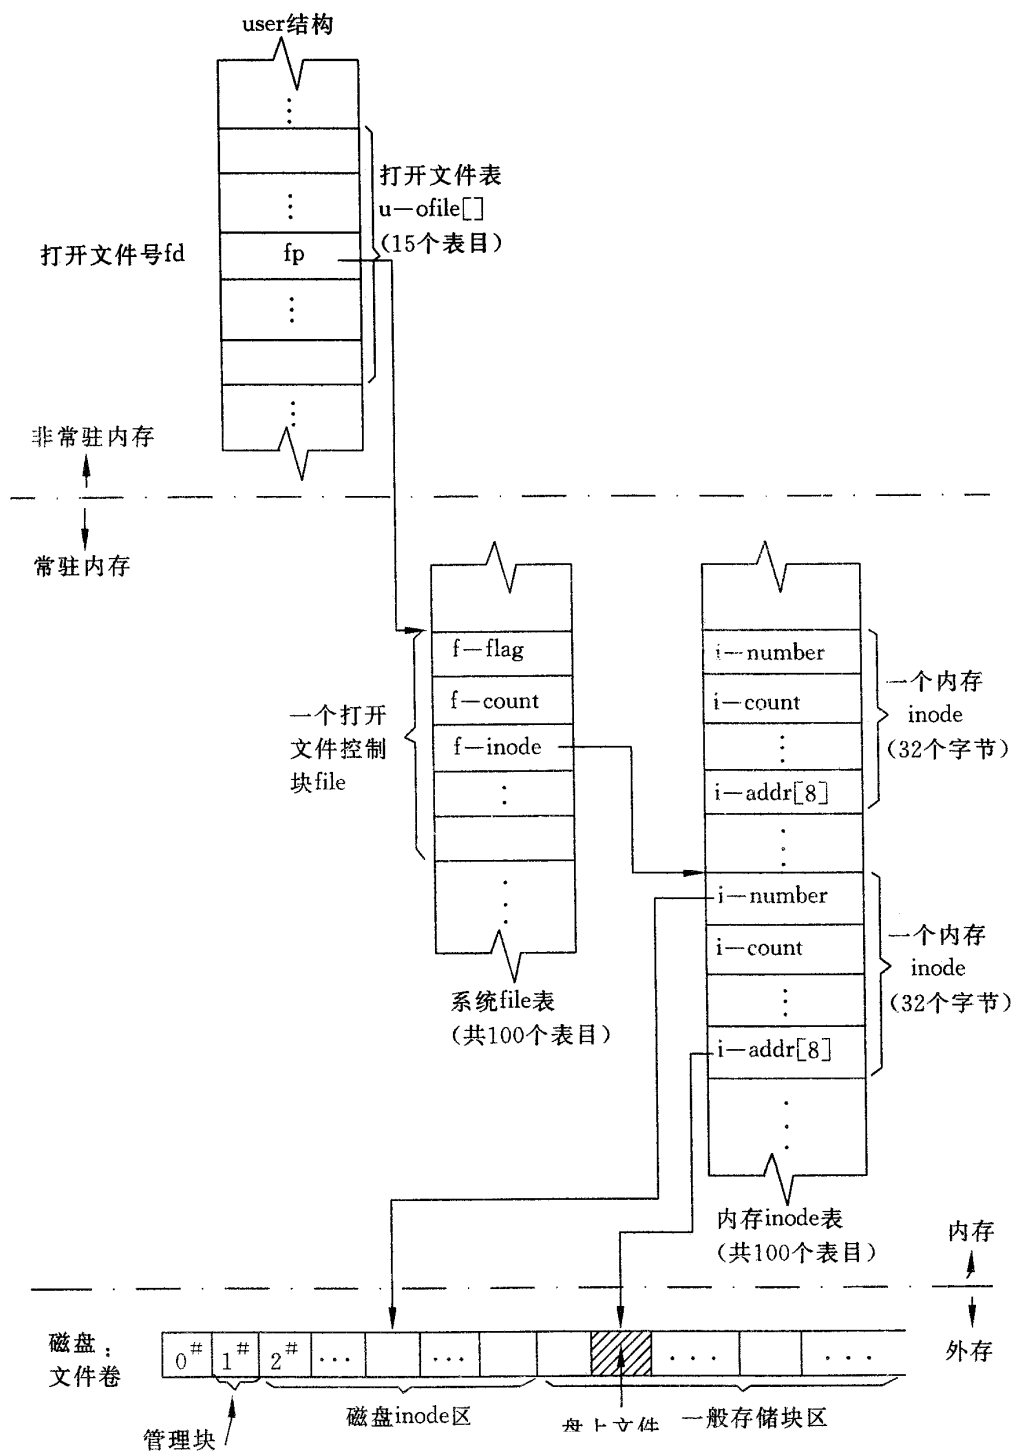 user结构
打开文件表
u—ofile[]
(15个表目)
打开文件号fd
fp
非常驻内存
常驻内存
f—flag
f—count
f—inode
一个打开
文件控制
块file
系统file表
(共100个表目)
i—number
i—count
i—addr[8]
一个内存
inode
(32个字节)
i—number
i—count
i—addr[8]
一个内存
inode
(32个字节)
内存inode表
(共100个表目)
内存
外存
磁盘:
文件卷
0# 1# 2# ... ... ... ...
管理块
磁盘inode区
盘上文件
一般存储块区